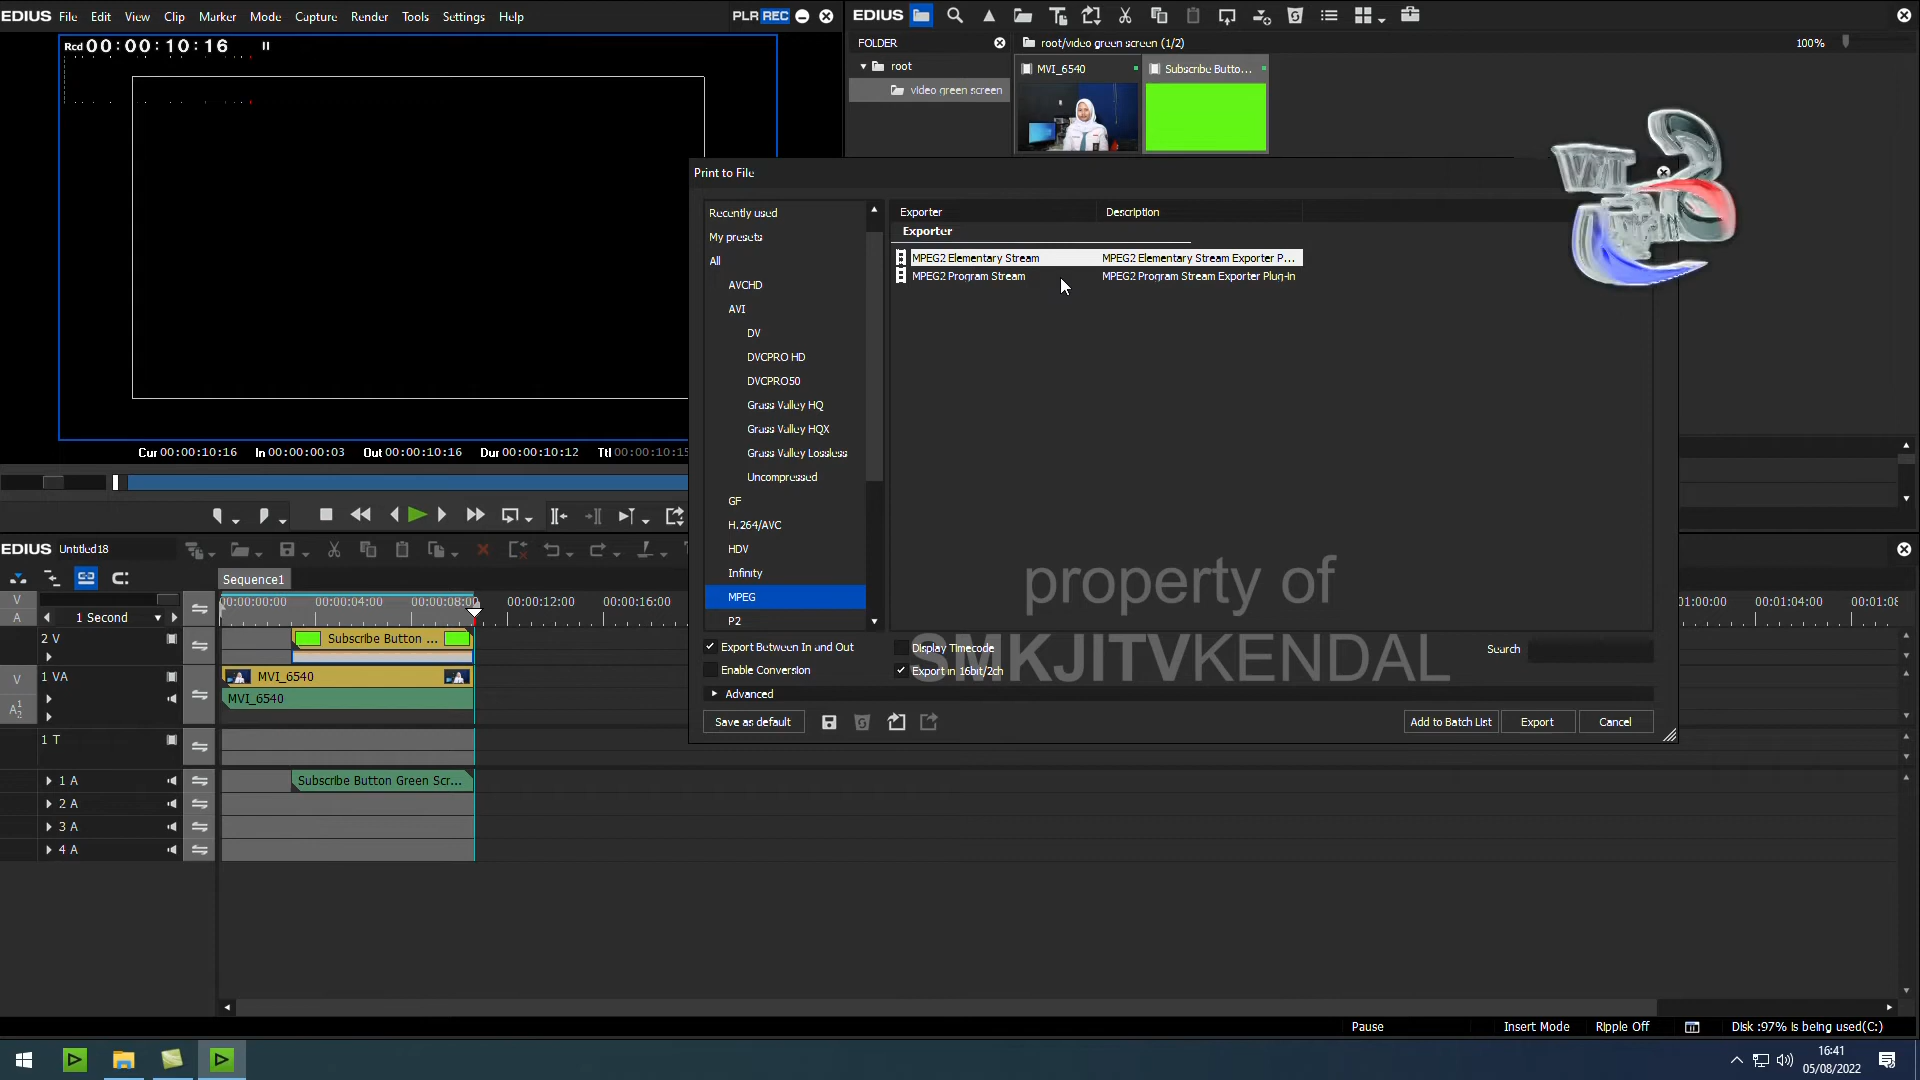 EDIUS File Edit View Clip Marker Mode Capture Render Tools Settings Help
PLR REC
Rcd 00:00:10:16
Cur 00:00:10:16 In 00:00:00:03 Out 00:00:10:16 Dur 00:00:10:12 Ttl 00:00:10:15
EDIUS
FOLDER
root/video green screen (1/2)
100%
root
video green screen
MVI_6540
Subscribe Butto...
Print to File
Recently used
My presets
All
AVCHD
AVI
DV
DVCPRO HD
DVCPRO50
Grass Valley HQ
Grass Valley HQX
Grass Valley Lossless
Uncompressed
GF
H.264/AVC
HDV
Infinity
MPEG
P2
Exporter Description
Exporter
MPEG2 Elementary Stream MPEG2 Elementary Stream Exporter P...
MPEG2 Program Stream MPEG2 Program Stream Exporter Plug-in
property of
SMKJITVKENDAL
Export Between In and Out
Display Timecode
Search
Enable Conversion
Export in 16bit/2ch
Advanced
Save as default
Add to Batch List
Export
Cancel
EDIUS Untitled18
Sequence1
V
A
1 Second
00:00:00:00 00:00:04:00 00:00:08:00 00:00:12:00 00:00:16:00
01:00:00 00:01:04:00 00:01:08:
2 V
Subscribe Button ...
V
1 VA
MVI_6540
A12
MVI_6540
1 T
1 A
Subscribe Button Green Scr...
2 A
3 A
4 A
Pause
Insert Mode
Ripple Off
Disk :97% is being used(C:)
16:41
05/08/2022